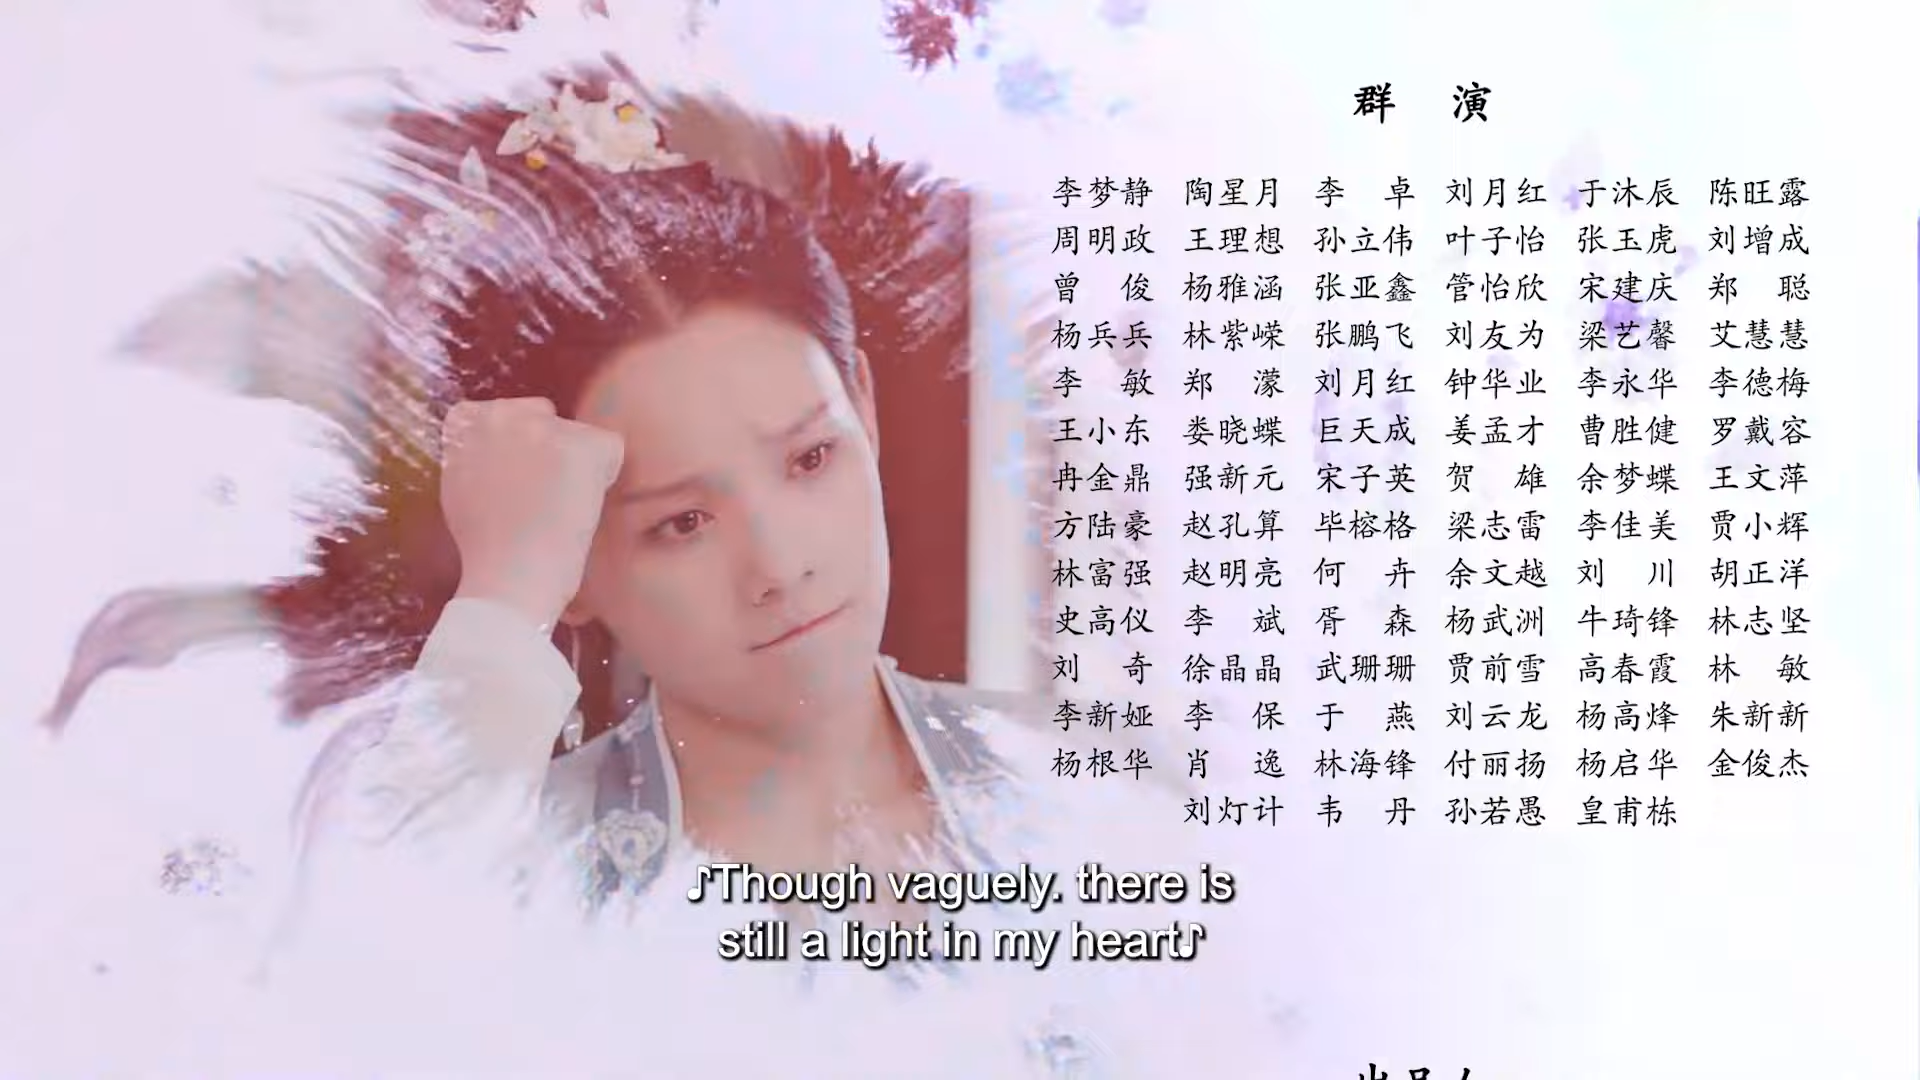 群 演
李梦静 陶星月 李 卓 刘月红 于沐辰 陈旺露
周明政 王理想 孙立伟 叶子怡 张玉虎 刘增成
曾 俊 杨雅涵 张亚鑫 管怡欣 宋建庆 郑 聪
杨兵兵 林紫嵘 张鹏飞 刘友为 梁艺馨 艾慧慧
李 敏 郑 濛 刘月红 钟华业 李永华 李德梅
王小东 娄晓蝶 巨天成 姜孟才 曹胜健 罗戴容
冉金鼎 强新元 宋子英 贺 雄 余梦蝶 王文萍
方陆豪 赵孔算 毕榕格 梁志雷 李佳美 贾小辉
林富强 赵明亮 何 卉 余文越 刘 川 胡正洋
史高仪 李 斌 胥 森 杨武洲 牛琦锋 林志坚
刘 奇 徐晶晶 武珊珊 贾前雪 高春霞 林 敏
李新娅 李 保 于 燕 刘云龙 杨高烽 朱新新
杨根华 肖 逸 林海锋 付丽扬 杨启华 金俊杰
刘灯计 韦 丹 孙若愚 皇甫栋
♪Though vaguely. there is
still a light in my heart♪